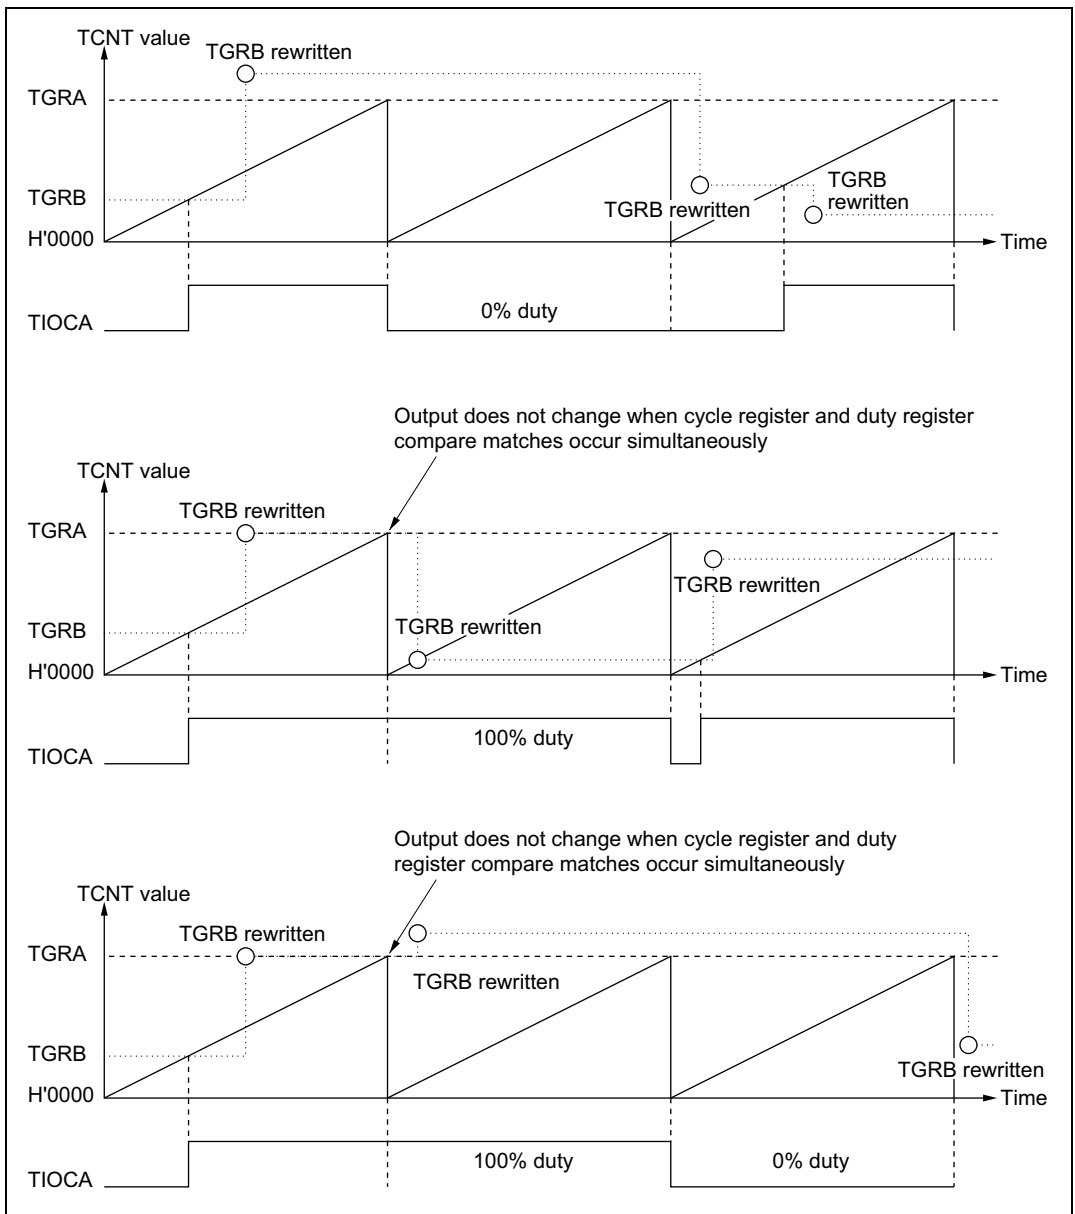 TCNT value
TGRB rewritten
TGRA
TGRB
rewritten
TGRB
TGRB rewritten
H'0000
Time
0% duty
TIOCA
Output does not change when cycle register and duty register
compare matches occur simultaneously
TCNT value
TGRB rewritten
TGRA
TGRB rewritten
TGRB
TGRB rewritten
H'0000
Time
100% duty
TIOCA
Output does not change when cycle register and duty
register compare matches occur simultaneously
TCNT value
TGRB rewritten
TGRA
TGRB rewritten
TGRB
TGRB rewritten
H'0000
Time
100% duty
0% duty
TIOCA